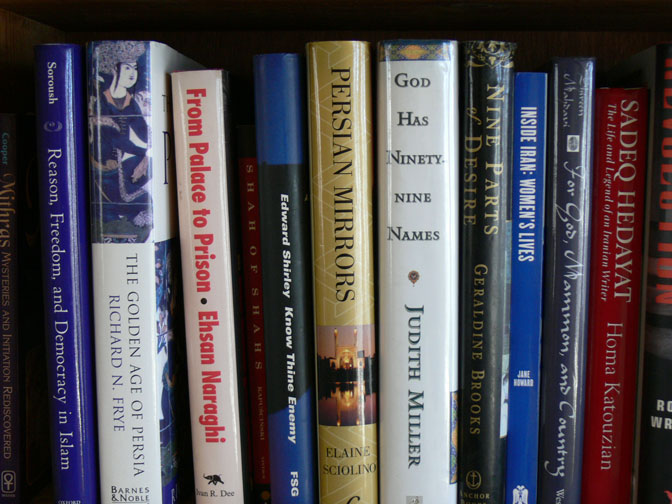 Cooper
Mithras MYSTERIES AND INITIATION REDISCOVERED
Soroush
Reason, Freedom, and Democracy in Islam
OXFORD
THE GOLDEN AGE OF PERSIA
RICHARD N. FRYE
BARNES
& NOBLE
From Palace to Prison • Ehsan Naraghi
Ivan R. Dee
SHAH OF SHAHS
KAPUSCINSKI
Edward Shirley Know Thine Enemy
FSG
PERSIAN MIRRORS
ELAINE
SCIOLINO
GOD
HAS
NINETY-
NINE
NAMES
JUDITH MILLER
NINE PARTS
of DESIRE
GERALDINE BROOKS
ANCHOR
INSIDE IRAN: WOMEN'S LIVES
JANE
HOWARD
Mahdavi
For God, Mammon, and Country
SADEQ HEDAYAT
The Life and Legend of an Iranian Writer
Homa Katouzian